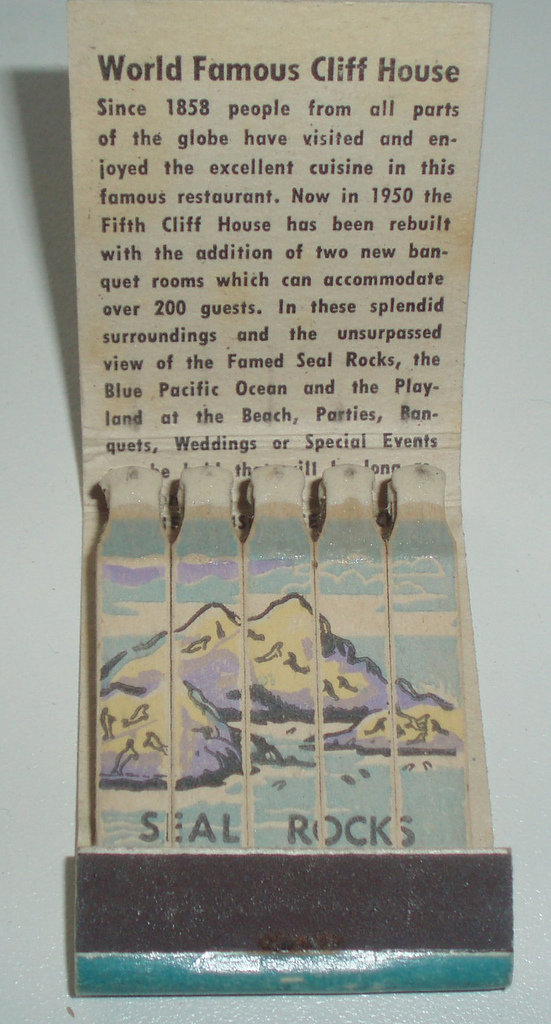 World Famous Cliff House
Since 1858 people from all parts
of the globe have visited and en-
joyed the excellent cuisine in this
famous restaurant. Now in 1950 the
Fifth Cliff House has been rebuilt
with the addition of two new ban-
quet rooms which can accommodate
over 200 guests. In these splendid
surroundings and the unsurpassed
view of the Famed Seal Rocks, the
Blue Pacific Ocean and the Play-
land at the Beach, Parties, Ban-
quets, Weddings or Special Events
be long
SEAL ROCKS